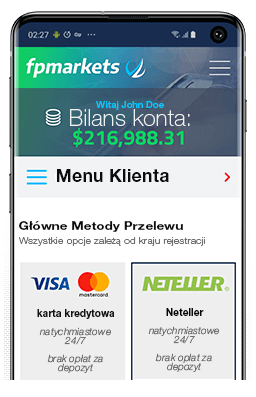 02:27
fpmarkets
Witaj John Doe
Bilans konta:
$216,988.31
Menu Klienta
Główne Metody Przelewu
Wszystkie opcje zależą od kraju rejestracji
VISA mastercard
karta kredytowa
natychmiastowe
24/7
brak opłat za
depozyt
NETELLER®
Neteller
natychmiastowe
24/7
brak opłat za
depozyt